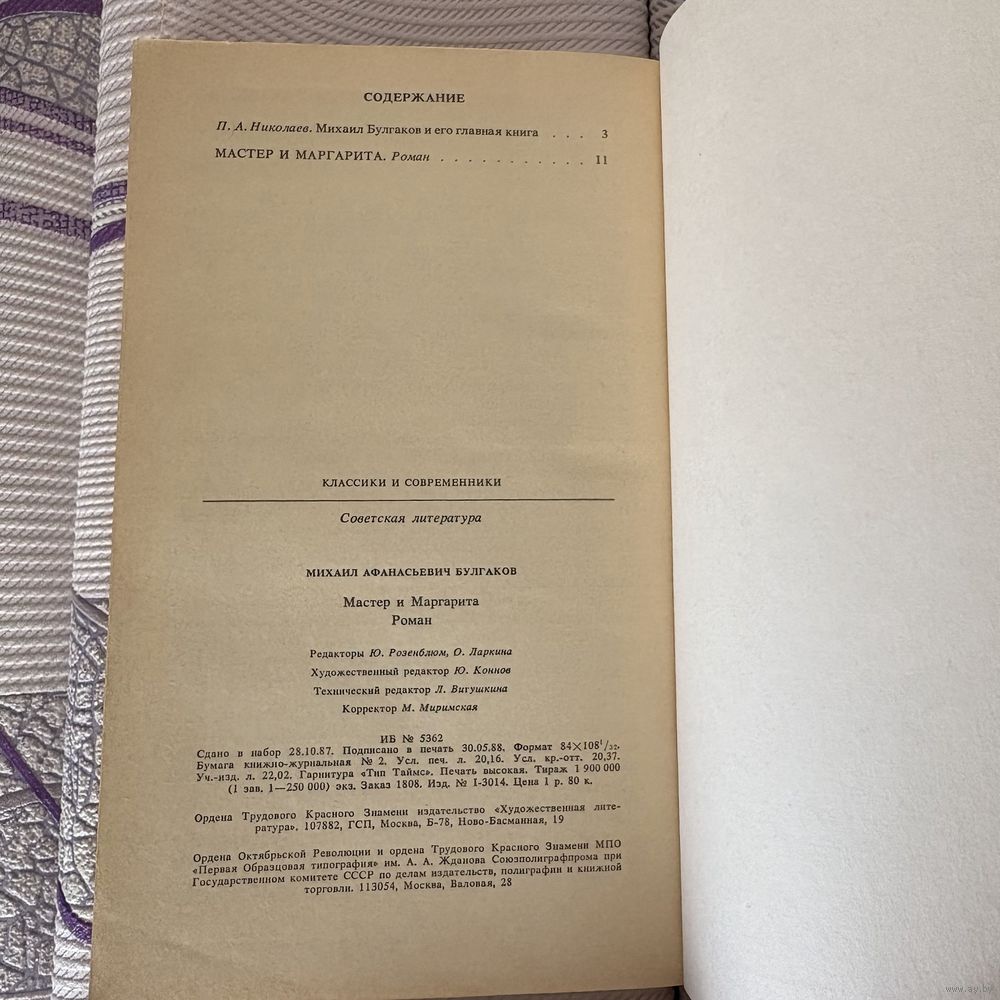 СОДЕРЖАНИЕ
П. А. Николаев. Михаил Булгаков и его главная книга . . . 3
МАСТЕР И МАРГАРИТА. Роман . . . . . . . . . . . 11
КЛАССИКИ И СОВРЕМЕННИКИ
Советская литература
МИХАИЛ АФАНАСЬЕВИЧ БУЛГАКОВ
Мастер и Маргарита
Роман
Редакторы Ю. Розенблюм, О. Ларкина
Художественный редактор Ю. Коннов
Технический редактор Л. Витушкина
Корректор М. Миримская
ИБ № 5362
Сдано в набор 28.10.87. Подписано в печать 30.05.88. Формат 84×108¹/₃₂.
Бумага книжно-журнальная № 2. Усл. печ. л. 20,16. Усл. кр.-отт. 20,37.
Уч.-изд. л. 22,02. Гарнитура «Тип Таймс». Печать высокая. Тираж 1 900 000
(1 зав. 1—250 000) экз. Заказ 1808. Изд. № I-3014. Цена 1 р. 80 к.
Ордена Трудового Красного Знамени издательство «Художественная лите-
ратура». 107882, ГСП, Москва, Б-78, Ново-Басманная, 19
Ордена Октябрьской Революции и ордена Трудового Красного Знамени МПО
«Первая Образцовая типография» им. А. А. Жданова Союзполиграфпрома при
Государственном комитете СССР по делам издательств, полиграфии и книжной
торговли. 113054, Москва, Валовая, 28
www.ay.by